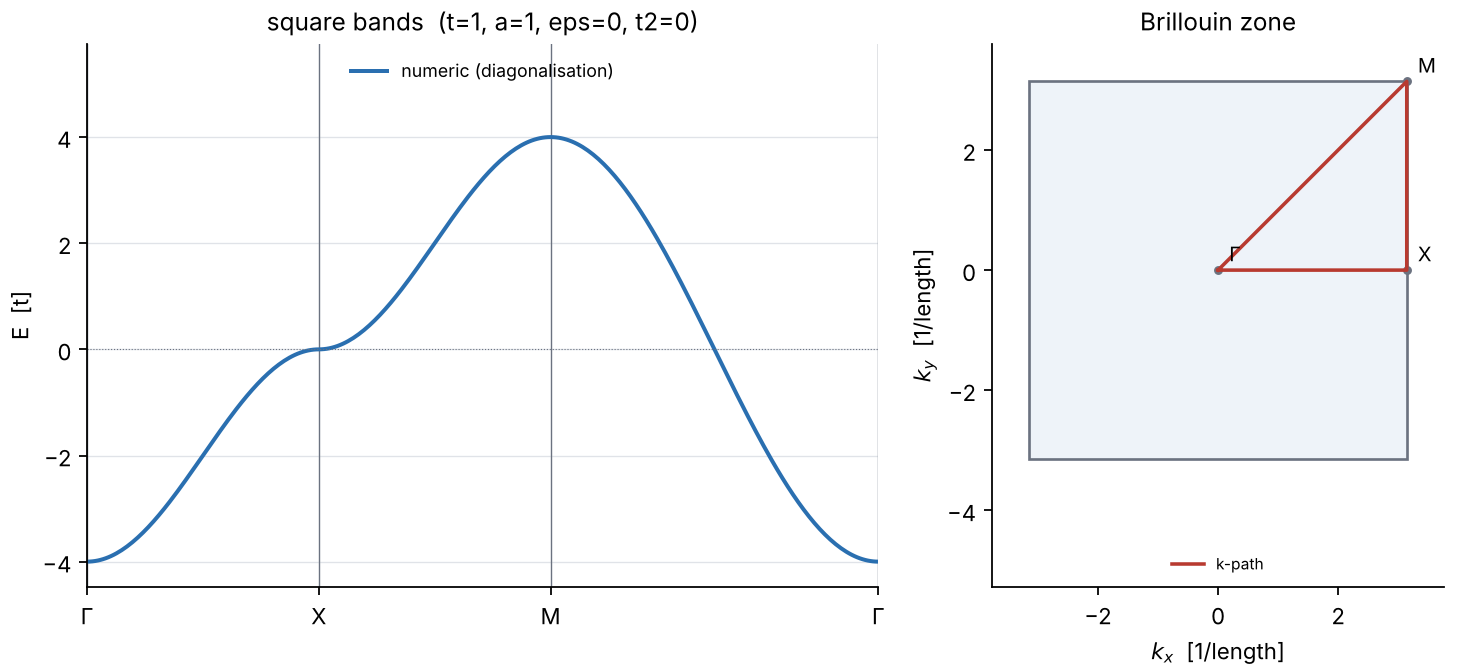 square bands  (t=1, a=1, eps=0, t2=0)
numeric (diagonalisation)
E  [t]
4
2
0
−2
−4
Γ X M Γ
Brillouin zone
M
Γ
X
k_y  [1/length]
2
0
−2
−4
k-path
−2 0 2
k_x  [1/length]